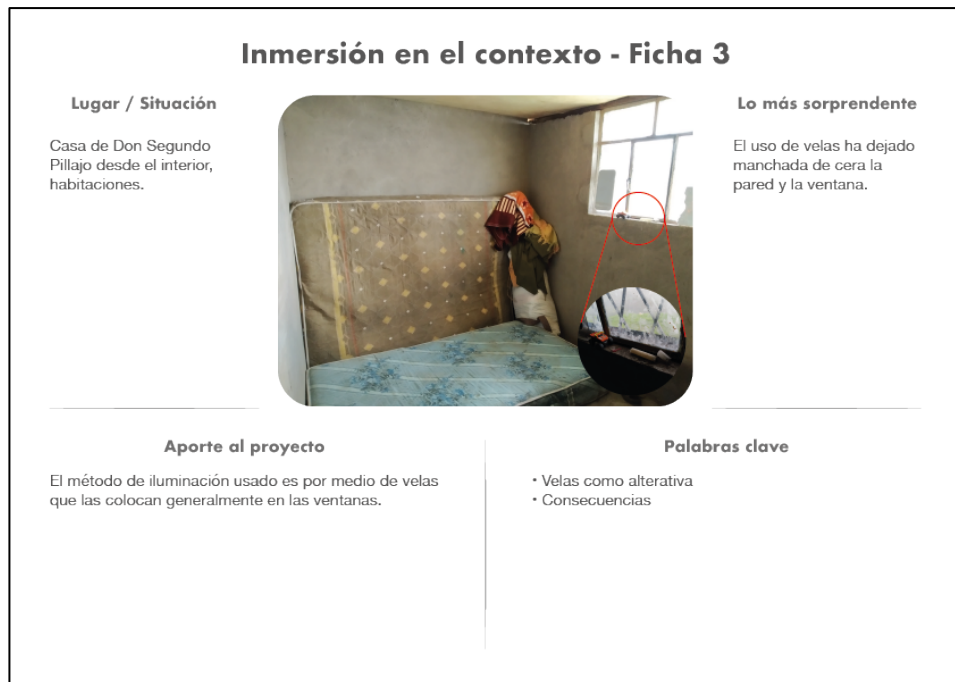 Inmersión en el contexto - Ficha 3
Lugar / Situación
Casa de Don Segundo
Pillajo desde el interior,
habitaciones.
Lo más sorprendente
El uso de velas ha dejado
manchada de cera la
pared y la ventana.
Aporte al proyecto
El método de iluminación usado es por medio de velas
que las colocan generalmente en las ventanas.
Palabras clave
• Velas como alternativa
• Consecuencias